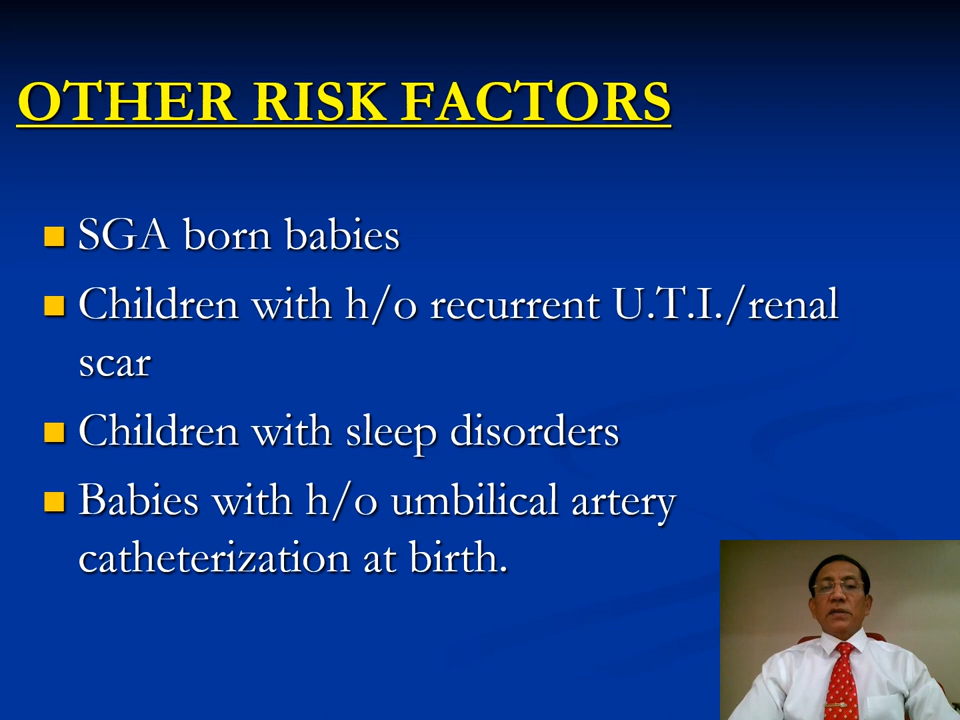 OTHER RISK FACTORS
SGA born babies
Children with h/o recurrent U.T.I./renal
scar
Children with sleep disorders
Babies with h/o umbilical artery
catheterization at birth.